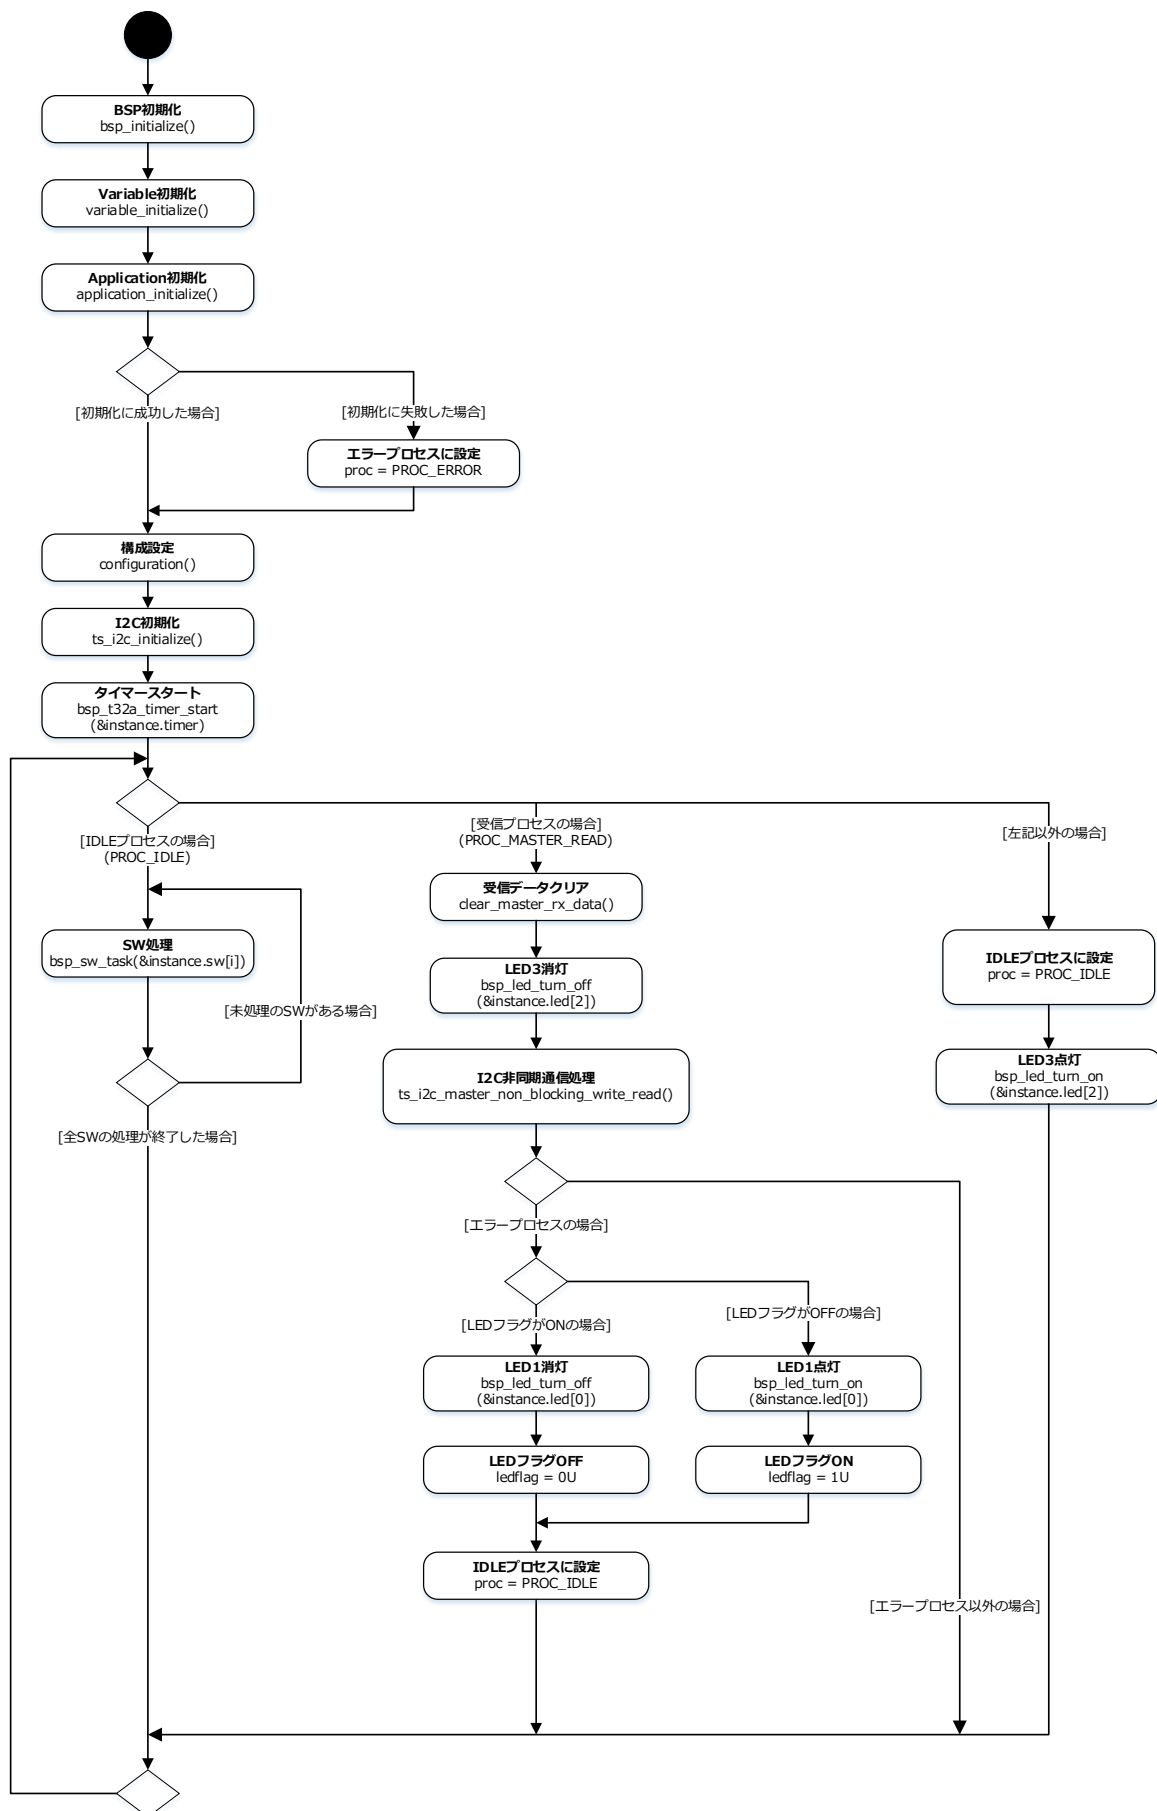 BSP初期化
bsp_initialize()
Variable初期化
variable_initialize()
Application初期化
application_initialize()
[初期化に成功した場合]
[初期化に失敗した場合]
エラープロセスに設定
proc = PROC_ERROR
構成設定
configuration()
I2C初期化
ts_i2c_initialize()
タイマースタート
bsp_t32a_timer_start
(&instance.timer)
[IDLEプロセスの場合]
(PROC_IDLE)
[受信プロセスの場合]
(PROC_MASTER_READ)
[左記以外の場合]
受信データクリア
clear_master_rx_data()
SW処理
bsp_sw_task(&instance.sw[i])
[未処理のSWがある場合]
LED3消灯
bsp_led_turn_off
(&instance.led[2])
IDLEプロセスに設定
proc = PROC_IDLE
I2C非同期通信処理
ts_i2c_master_non_blocking_write_read()
LED3点灯
bsp_led_turn_on
(&instance.led[2])
[全SWの処理が終了した場合]
[エラープロセスの場合]
[LEDフラグがONの場合]
[LEDフラグがOFFの場合]
LED1消灯
bsp_led_turn_off
(&instance.led[0])
LED1点灯
bsp_led_turn_on
(&instance.led[0])
LEDフラグOFF
ledflag = 0U
LEDフラグON
ledflag = 1U
IDLEプロセスに設定
proc = PROC_IDLE
[エラープロセス以外の場合]